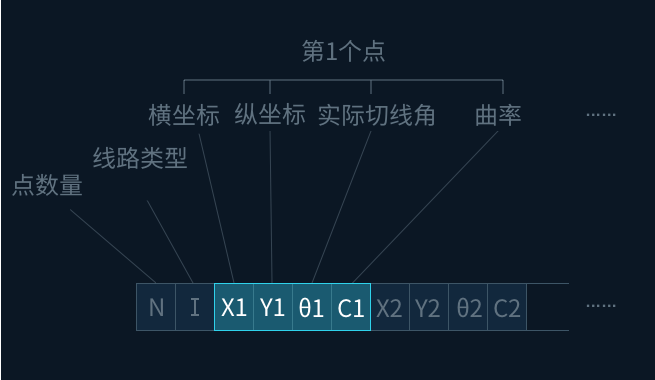 第1个点
横坐标 纵坐标 实际切线角 曲率 ……
线路类型
点数量
N I X1 Y1 θ1 C1 X2 Y2 θ2 C2 ……